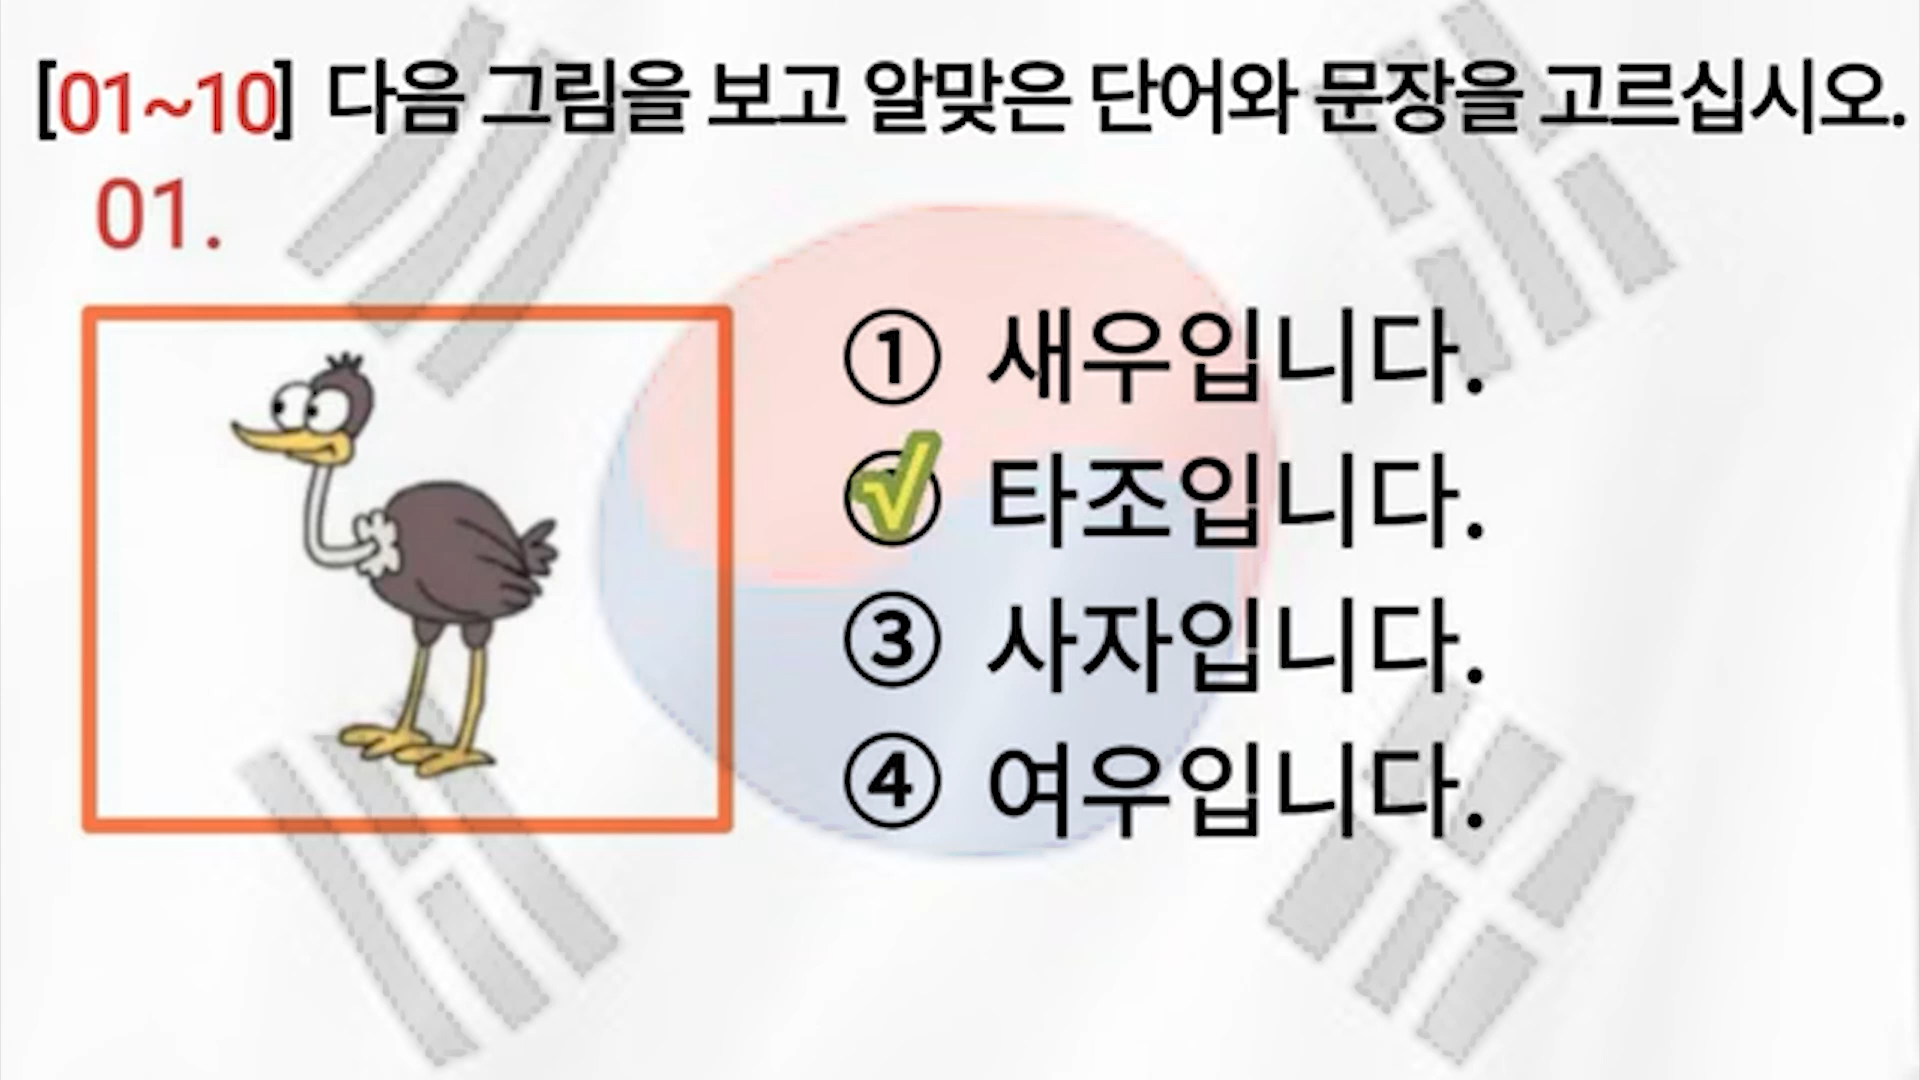 [01~10] 다음 그림을 보고 알맞은 단어와 문장을 고르십시오.
01.
① 새우입니다.
타조입니다.
③ 사자입니다.
④ 여우입니다.